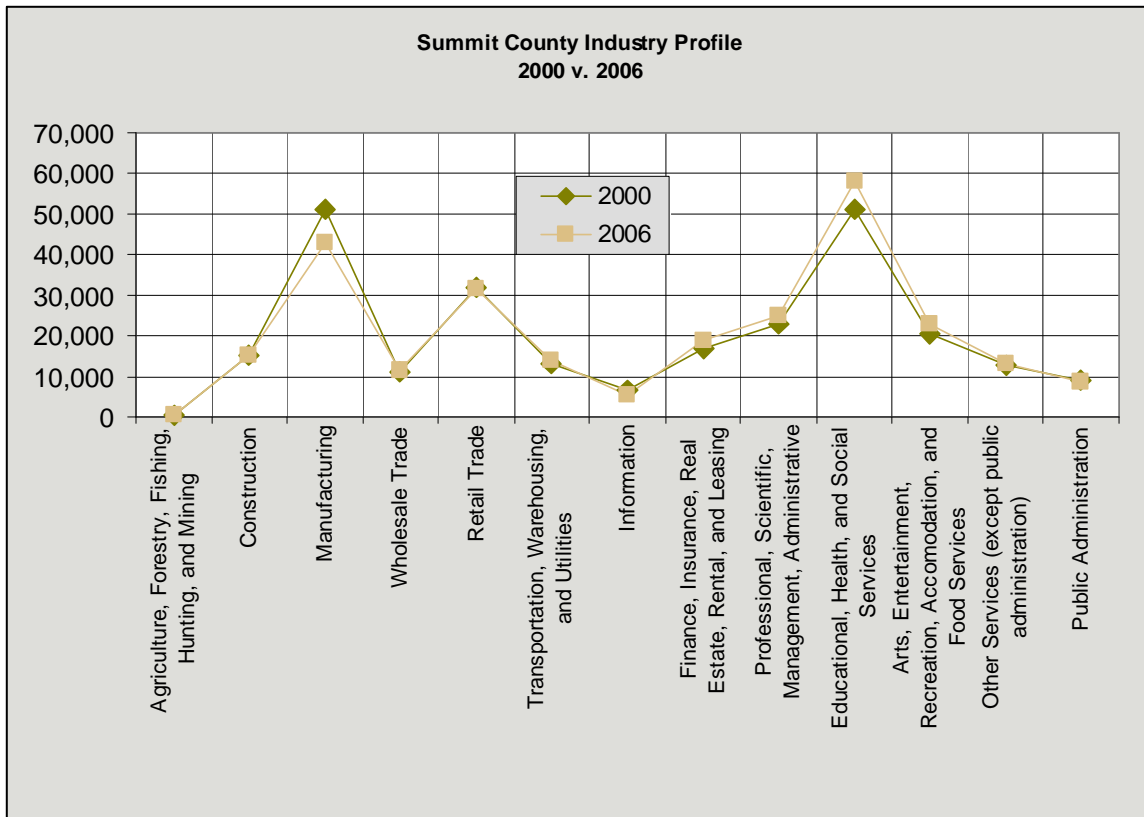 Summit County Industry Profile
2000 v. 2006
70,000
60,000
50,000
40,000
30,000
20,000
10,000
0
2000
2006
Agriculture, Forestry, Fishing,
Hunting, and Mining
Construction
Manufacturing
Wholesale Trade
Retail Trade
Transportation, Warehousing,
and Utilities
Information
Finance, Insurance, Real
Estate, Rental, and Leasing
Professional, Scientific,
Management, Administrative
Educational, Health, and Social
Services
Arts, Entertainment,
Recreation, Accomodation, and
Food Services
Other Services (except public
administration)
Public Administration